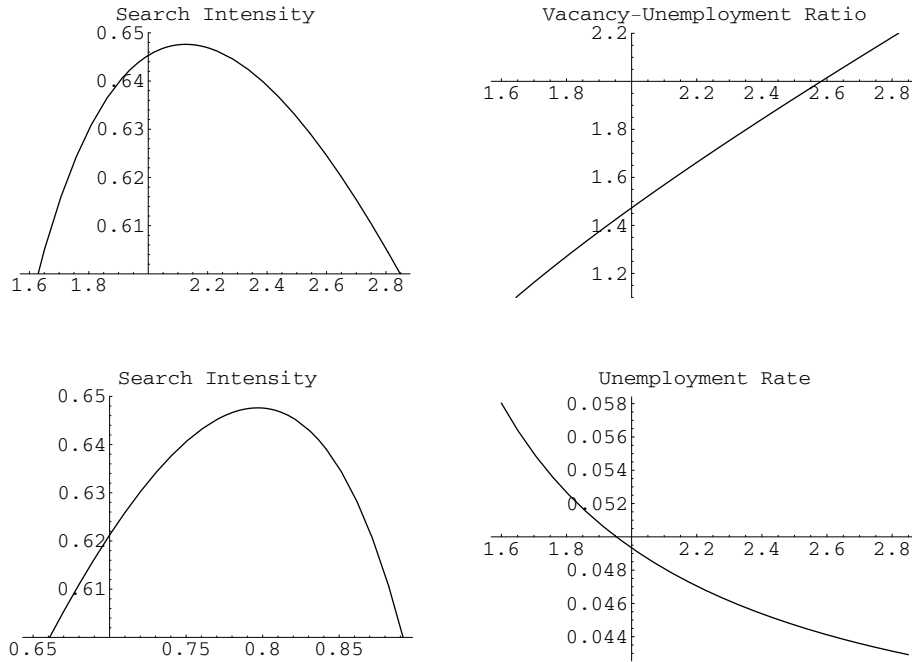 Search Intensity
0.65
0.64
0.63
0.62
0.61
1.6 1.8 2.2 2.4 2.6 2.8
Vacancy-Unemployment Ratio
2.2
1.6 1.8 2.2 2.4 2.6 2.8
1.8
1.6
1.4
1.2
Search Intensity
0.65
0.64
0.63
0.62
0.61
0.65 0.75 0.8 0.85
Unemployment Rate
0.058
0.056
0.054
0.052
1.6 1.8 2.2 2.4 2.6 2.8
0.048
0.046
0.044